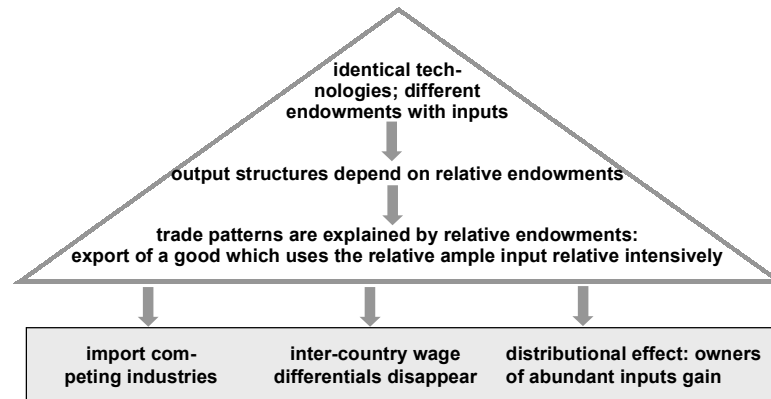 identical tech-
nologies; different
endowments with inputs
output structures depend on relative endowments
trade patterns are explained by relative endowments:
export of a good which uses the relative ample input relative intensively
import com-
peting industries
inter-country wage
differentials disappear
distributional effect: owners
of abundant inputs gain